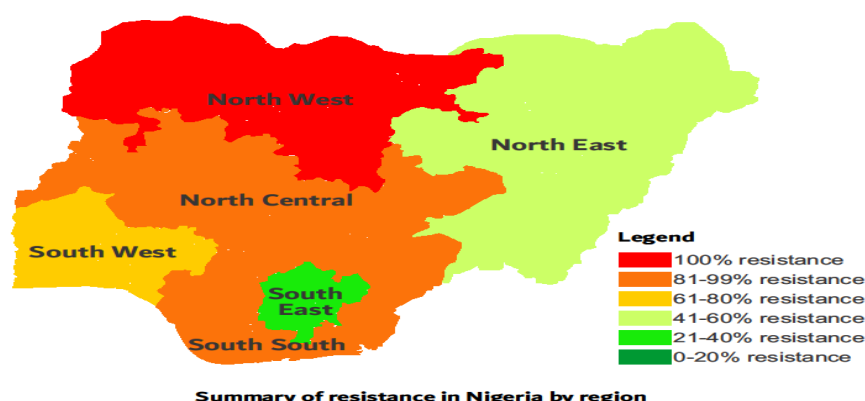 North West
North East
North Central
South West
South
East
South South
Legend
100% resistance
81-99% resistance
61-80% resistance
41-60% resistance
21-40% resistance
0-20% resistance
Summary of resistance in Nigeria by region